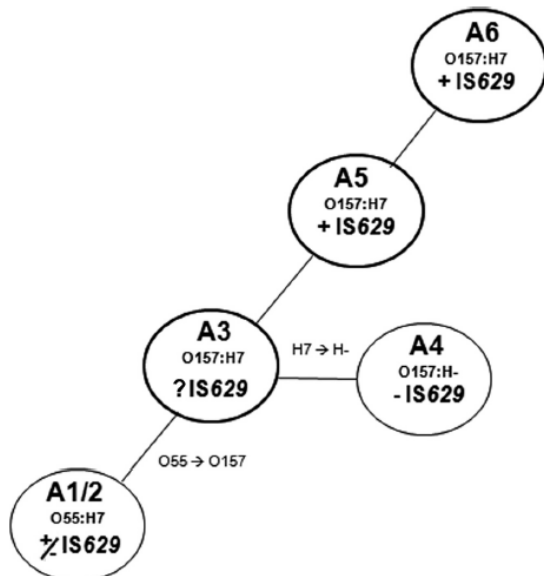 A6
O157:H7
+ IS629
A5
O157:H7
+ IS629
A3
O157:H7
? IS629
H7 → H-
A4
O157:H-
- IS629
O55 → O157
A1/2
O55:H7
+/- IS629